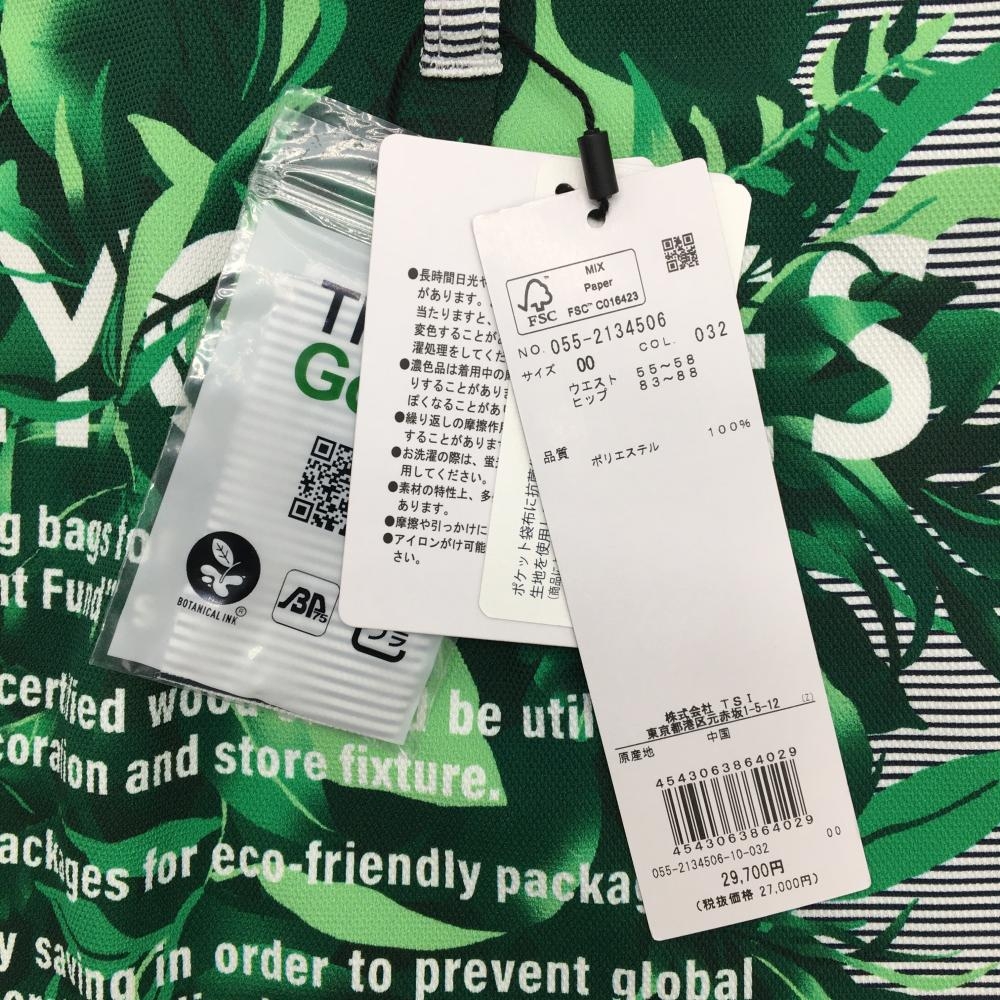 MIX
Paper
FSC™ C016423
FSC
NO. 055-2134506
COL. 032
サイズ 00
ウエスト 55~58
ヒップ 83~88
品質 ポリエステル 100%
株式会社 TSI
東京都港区元赤坂1-5-12 (Z)
原産地 中国
4543063864029
4543063864029
055-2134506-10-032 00
29,700円
(税抜価格 27,000円)
●長時間日光や
があります。
当たりますと、
変色することが
濯処理をしてくだ
●濃色品は着用中の
りすることがありま
ぽくなることがあり
●繰り返しの摩擦作用
することがありま
●お洗濯の際は、蛍
用してください。
●素材の特性上、多
あります。
●摩擦や引っかけに
●アイロンがけ可能
さい。
ポケット袋布に抗菌
生地を使用し
BOTANICAL INK®
75
プラ
g bags fo
nt Fund"
certified wood be util
coration and store fixture.
ackages for eco-friendly packag
y saving in order to prevent global